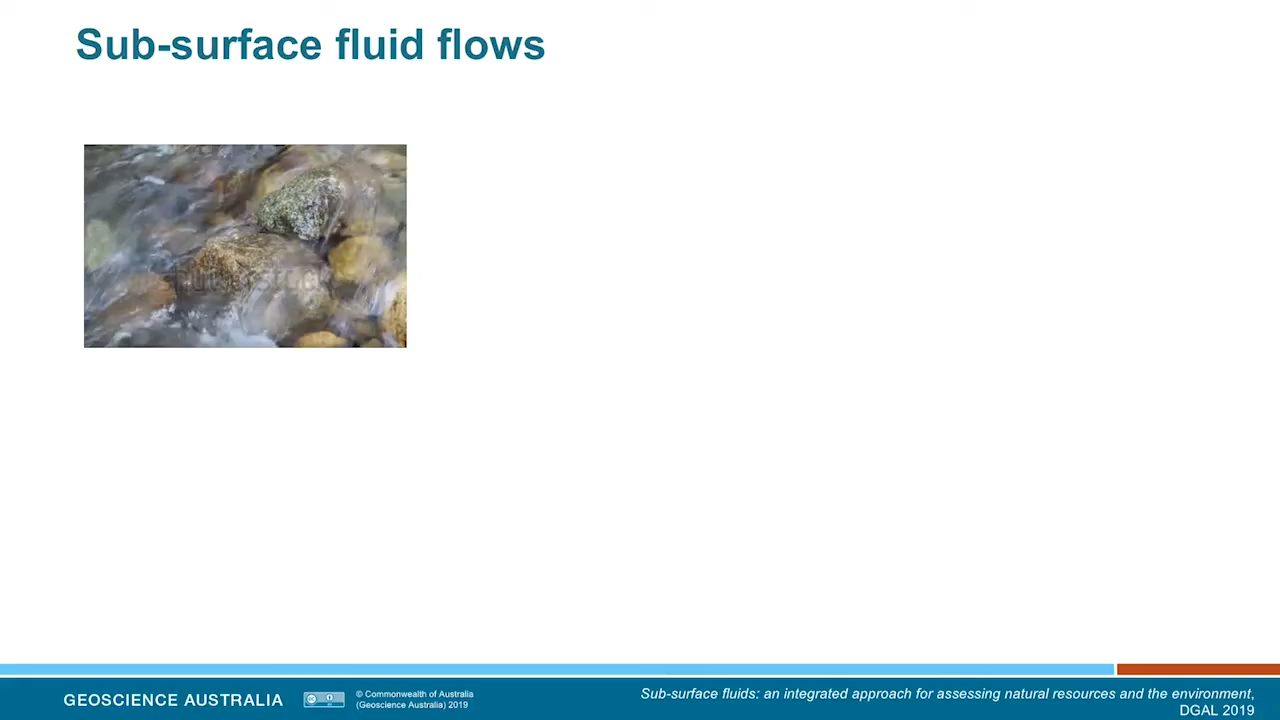 Sub-surface fluid flows
shutterstock
GEOSCIENCE AUSTRALIA
© Commonwealth of Australia
(Geoscience Australia) 2019
Sub-surface fluids: an integrated approach for assessing natural resources and the environment,
DGAL 2019